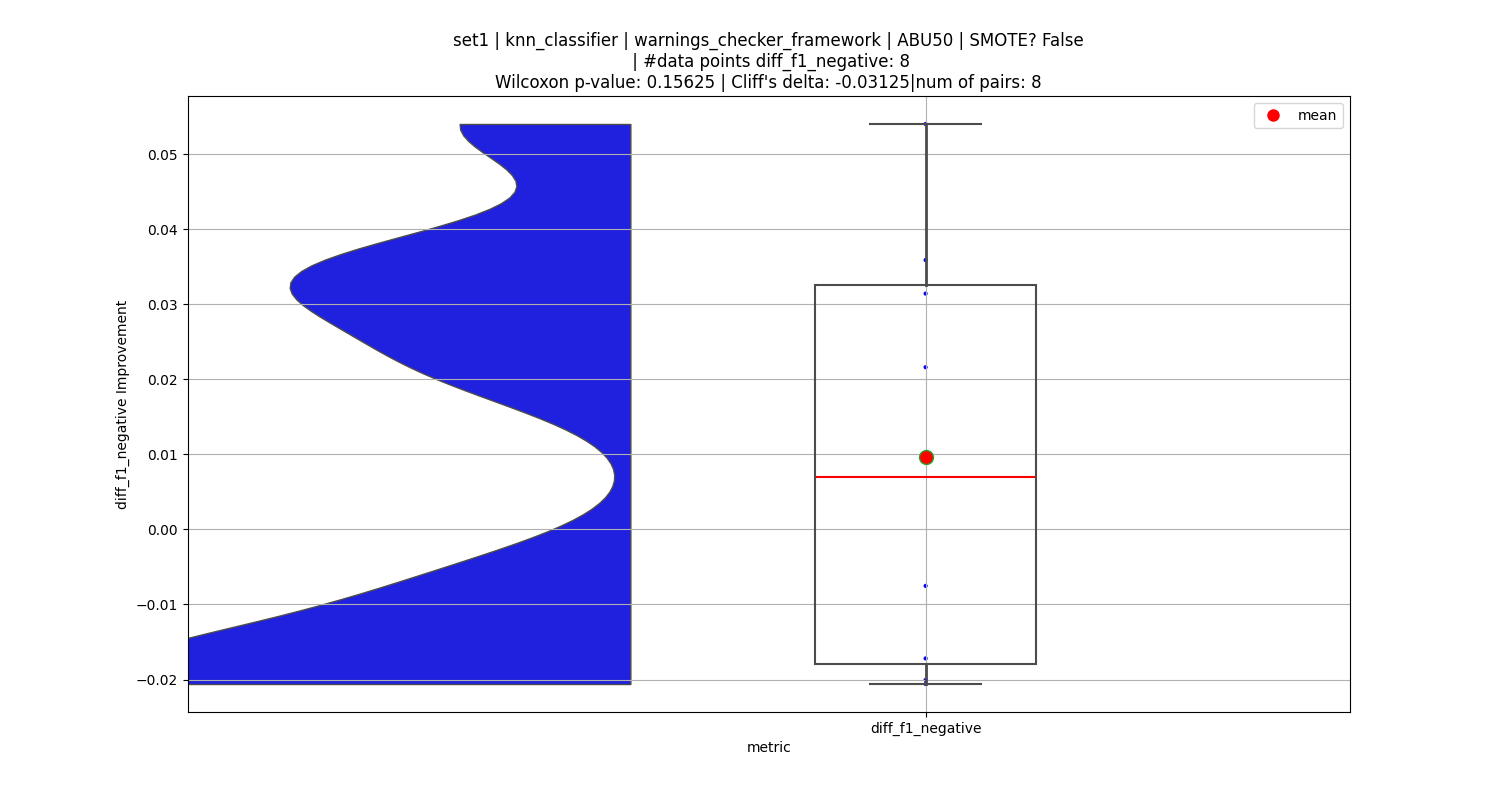 set1 | knn_classifier | warnings_checker_framework | ABU50 | SMOTE? False
| #data points diff_f1_negative: 8
Wilcoxon p-value: 0.15625 | Cliff's delta: -0.03125|num of pairs: 8
mean
0.05
0.04
0.03
0.02
0.01
0.00
−0.01
−0.02
diff_f1_negative Improvement
diff_f1_negative
metric